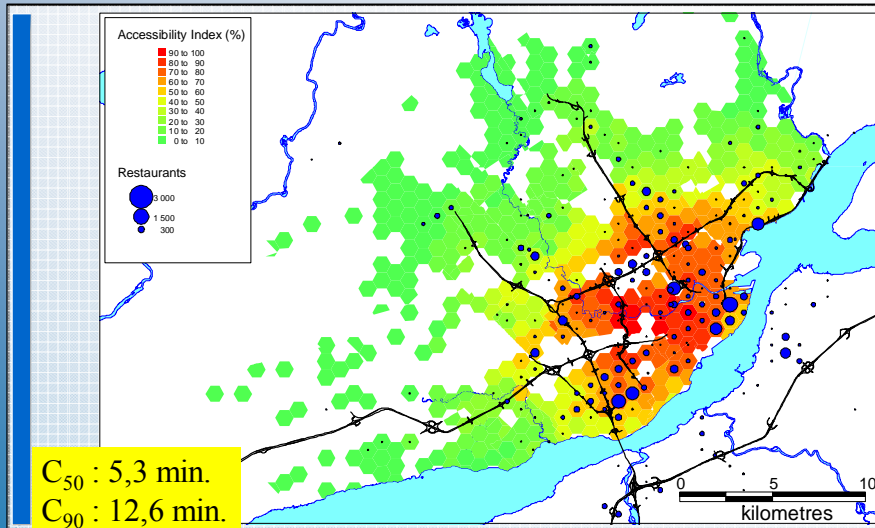 Accessibility Index (%)
90 to 100
80 to 90
70 to 80
60 to 70
50 to 60
40 to 50
30 to 40
20 to 30
10 to 20
0 to 10
Restaurants
3 000
1 500
300
C50 : 5,3 min.
C90 : 12,6 min.
0 5 10
kilometres